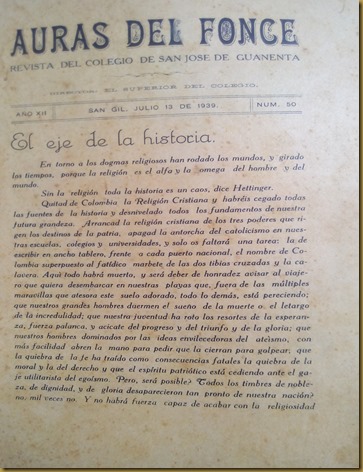 AURAS DEL FONCE
REVISTA DEL COLEGIO DE SAN JOSE DE GUANENTA
DIRECTOR: EL SUPERIOR DEL COLEGIO.
AÑO XII SAN GIL, JULIO 13 DE 1939. NUM. 50
El eje de la historia.
En torno a los dogmas religiosos han rodado los mundos, y girado
los tiempos, porque la religión es el alfa y la omega del hombre y del
mundo.
Sin la religión toda la historia es un caos, dice Hettinger.
Quitad de Colombia la Religión Cristiana y habréis cegado todas
las fuentes de la historia y desnivelado todos los fundamentos de nuestra
futura grandeza. Arrancad la religión cristiana de los tres poderes que ri-
gen los destinos de la patria, apagad la antorcha del catolicismo en nues-
tras escuelas, colegios y universidades, y solo os faltará una tarea: la de
escribir en ancho tablero, frente a cada puerto nacional, el nombre de Co-
lombia superpuesto al fatídico marbete de las dos tibias cruzadas y la ca-
lavera. Aquí todo habrá muerto, y será deber de honradez avisar al viaje-
ro que quiera desembarcar en nuestras playas que, fuera de las múltiples
maravillas que atesora este suelo adorado, todo lo demás, está pereciendo;
que nuestros grandes hombres duermen el sueño de la muerte o el letargo
de la incredulidad; que nuestra juventud ha roto los resortes de la esperan-
za, fuerza palanca, y acicate del progreso y del triunfo y de la gloria; que
nuestros hombres dominados por las ideas envilecedoras del ateísmo, con
más facilidad abren la mano para pedir que la cierran para golpear; que
la quiebra de la fe ha traído como consecuencias fatales la quiebra de la
moral y la del derecho y que el espíritu patriótico está cediendo ante el ga-
je utilitarista del egoísmo. Pero, será posible? Todos los timbres de noble-
za, de dignidad, y de gloria desaparecieron tan pronto de nuestra nación?
no. mil veces no. Y no habrá fuerza capaz de acabar con la religiosidad